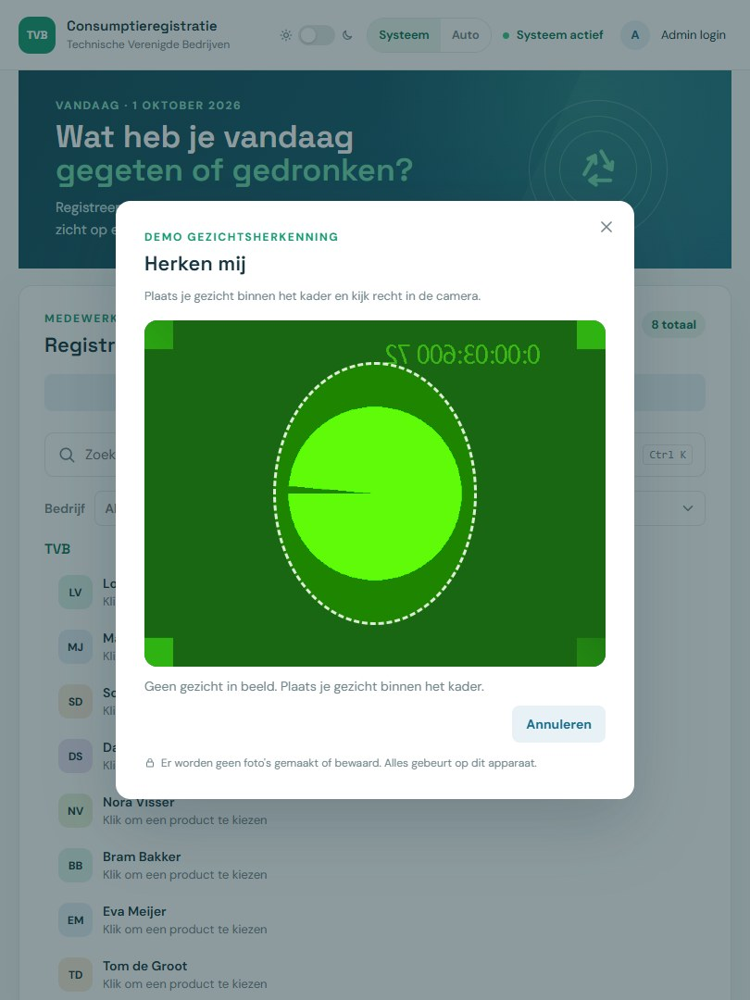 TVB
Consumptieregistratie
Technische Verenigde Bedrijven
Systeem
Auto
Systeem actief
A
Admin login
VANDAAG · 1 OKTOBER 2026
Wat heb je vandaag
gegeten of gedronken?
Registreer
zicht op
DEMO GEZICHTSHERKENNING
Herken mij
Plaats je gezicht binnen het kader en kijk recht in de camera.
0:00:03:600 72
Geen gezicht in beeld. Plaats je gezicht binnen het kader.
Annuleren
Er worden geen foto's gemaakt of bewaard. Alles gebeurt op dit apparaat.
MEDEWERK
Registr
8 totaal
Zoek
Ctrl K
Bedrijf
TVB
LV
Lo
Kli
MJ
Ma
Kli
SD
So
Kli
DS
Da
Kli
NV
Nora Visser
Klik om een product te kiezen
BB
Bram Bakker
Klik om een product te kiezen
EM
Eva Meijer
Klik om een product te kiezen
TD
Tom de Groot
Klik om een product te kiezen